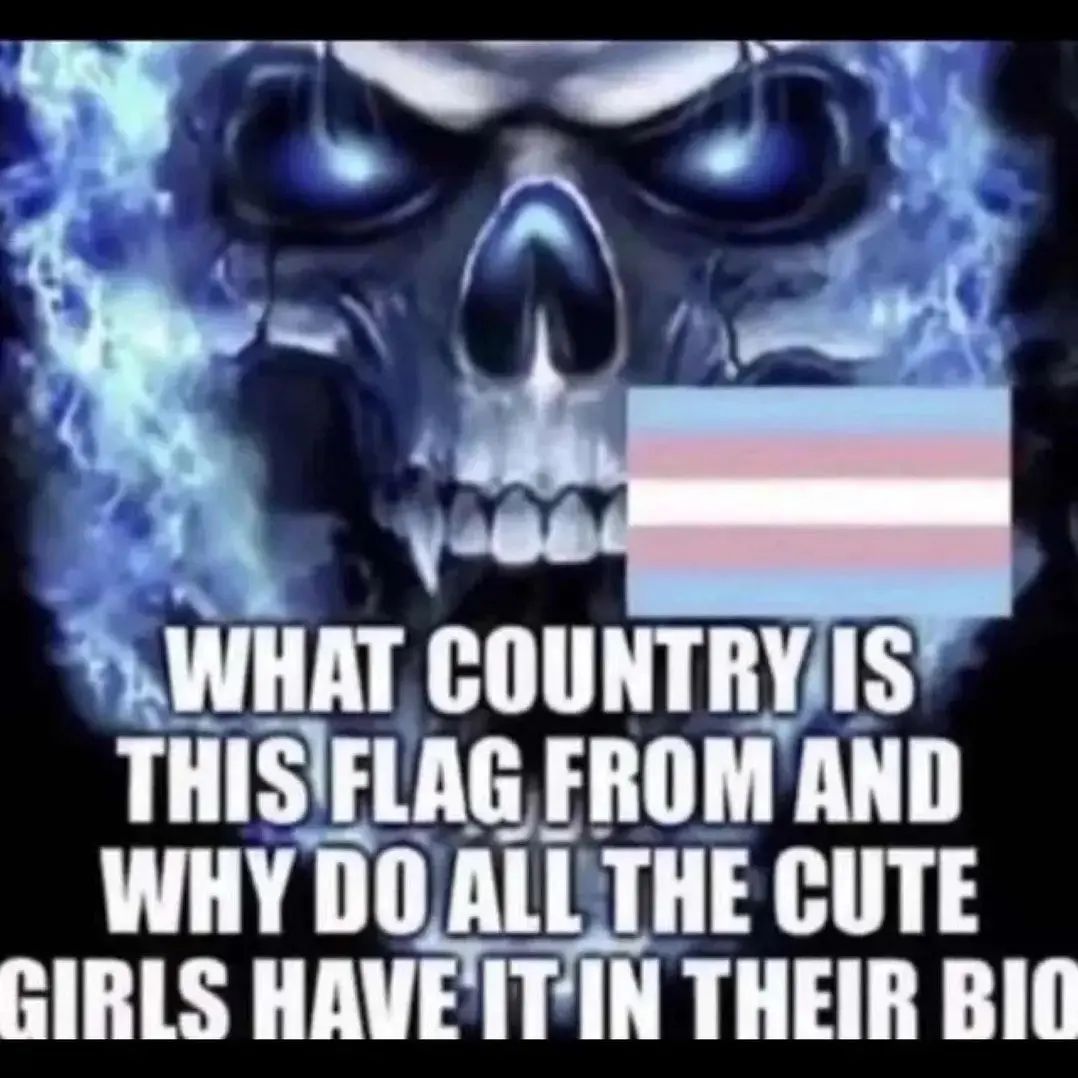 WHAT COUNTRY IS
THIS FLAG FROM AND
WHY DO ALL THE CUTE
GIRLS HAVE IT IN THEIR BIO